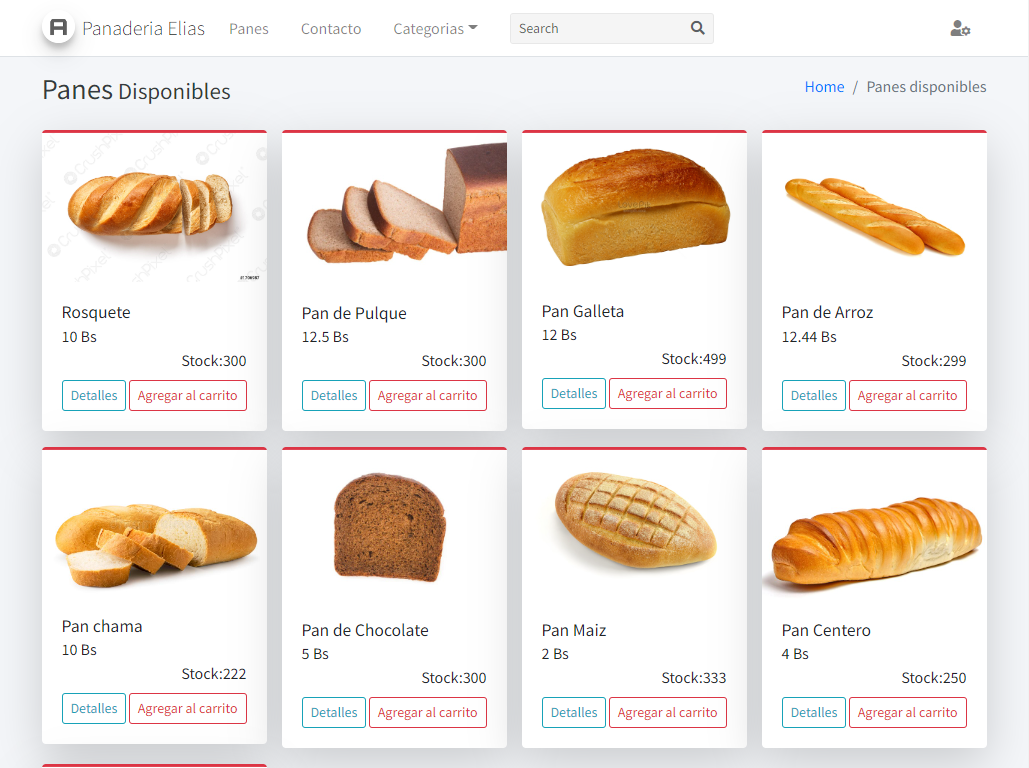 Panaderia Elias Panes Contacto Categorias Search
Panes Disponibles
Home / Panes disponibles
Rosquete
10 Bs
Stock:300
Detalles Agregar al carrito
Pan de Pulque
12.5 Bs
Stock:300
Detalles Agregar al carrito
Pan Galleta
12 Bs
Stock:499
Detalles Agregar al carrito
Pan de Arroz
12.44 Bs
Stock:299
Detalles Agregar al carrito
Pan chama
10 Bs
Stock:222
Detalles Agregar al carrito
Pan de Chocolate
5 Bs
Stock:300
Detalles Agregar al carrito
Pan Maiz
2 Bs
Stock:333
Detalles Agregar al carrito
Pan Centero
4 Bs
Stock:250
Detalles Agregar al carrito